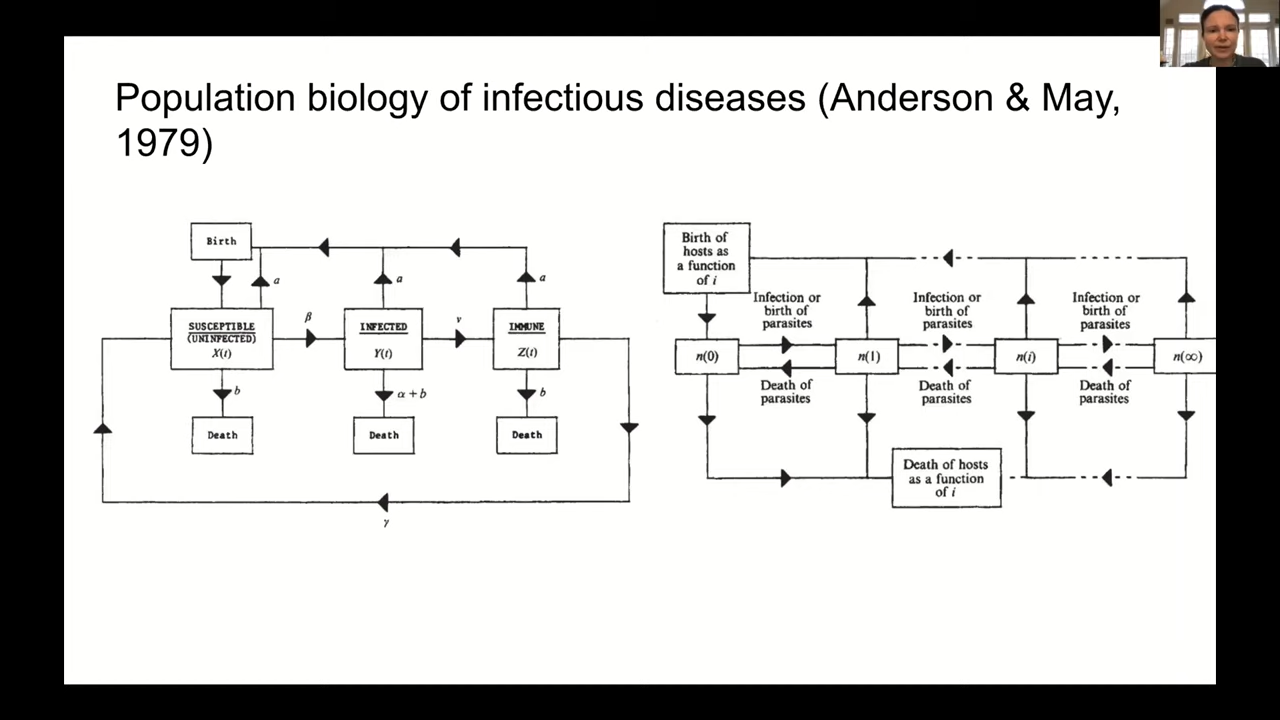 Population biology of infectious diseases (Anderson & May,
1979)
Birth
a
a
a
β
v
SUSCEPTIBLE
(UNINFECTED)
X(t)
INFECTED
Y(t)
IMMUNE
Z(t)
b
α + b
b
Death
Death
Death
γ
Birth of
hosts as
a function
of i
Infection or
birth of
parasites
Infection or
birth of
parasites
Infection or
birth of
parasites
n(0)
n(1)
n(i)
n(∞)
Death of
parasites
Death of
parasites
Death of
parasites
Death of hosts
as a function
of i